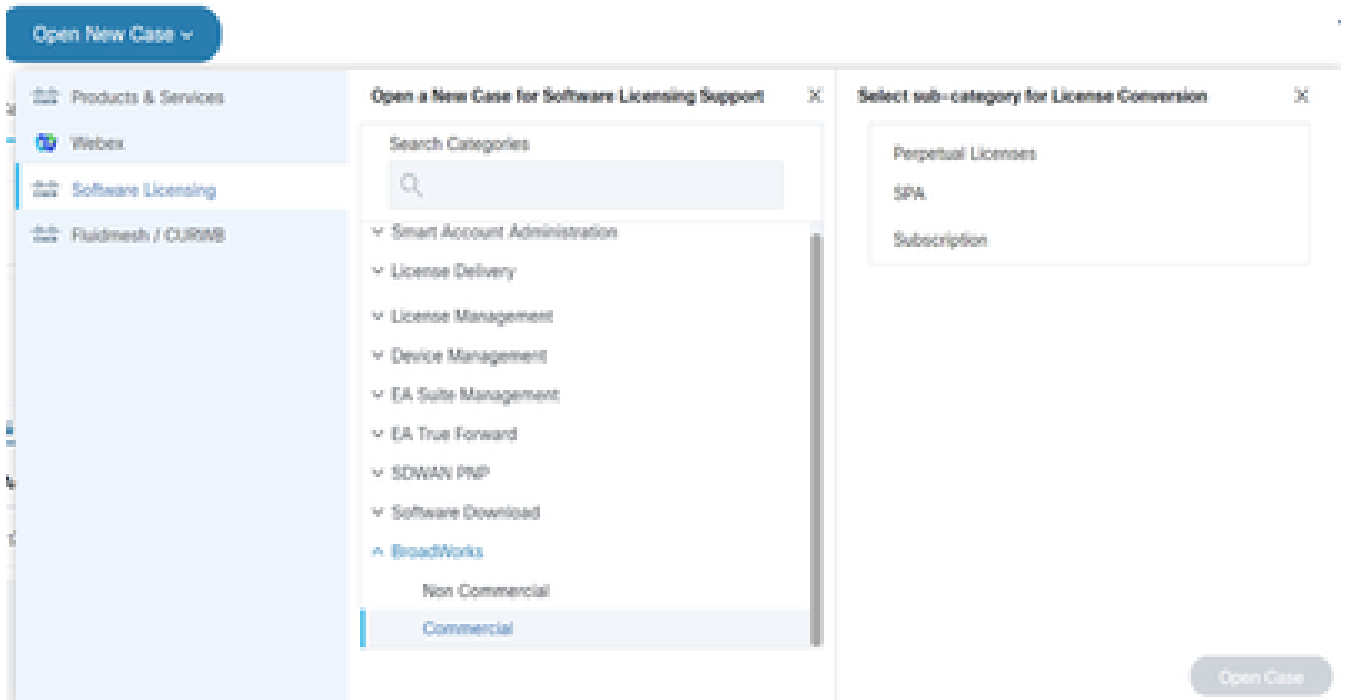 Open New Case
Products & Services
Webex
Software Licensing
Fluidmesh / CURWB
Open a New Case for Software Licensing Support
Search Categories
Smart Account Administration
License Delivery
License Management
Device Management
EA Suite Management
EA True Forward
SDWAN PNP
Software Download
BroadWorks
Non Commercial
Commercial
Select sub-category for License Conversion
Perpetual Licenses
SPA
Subscription
Open Case